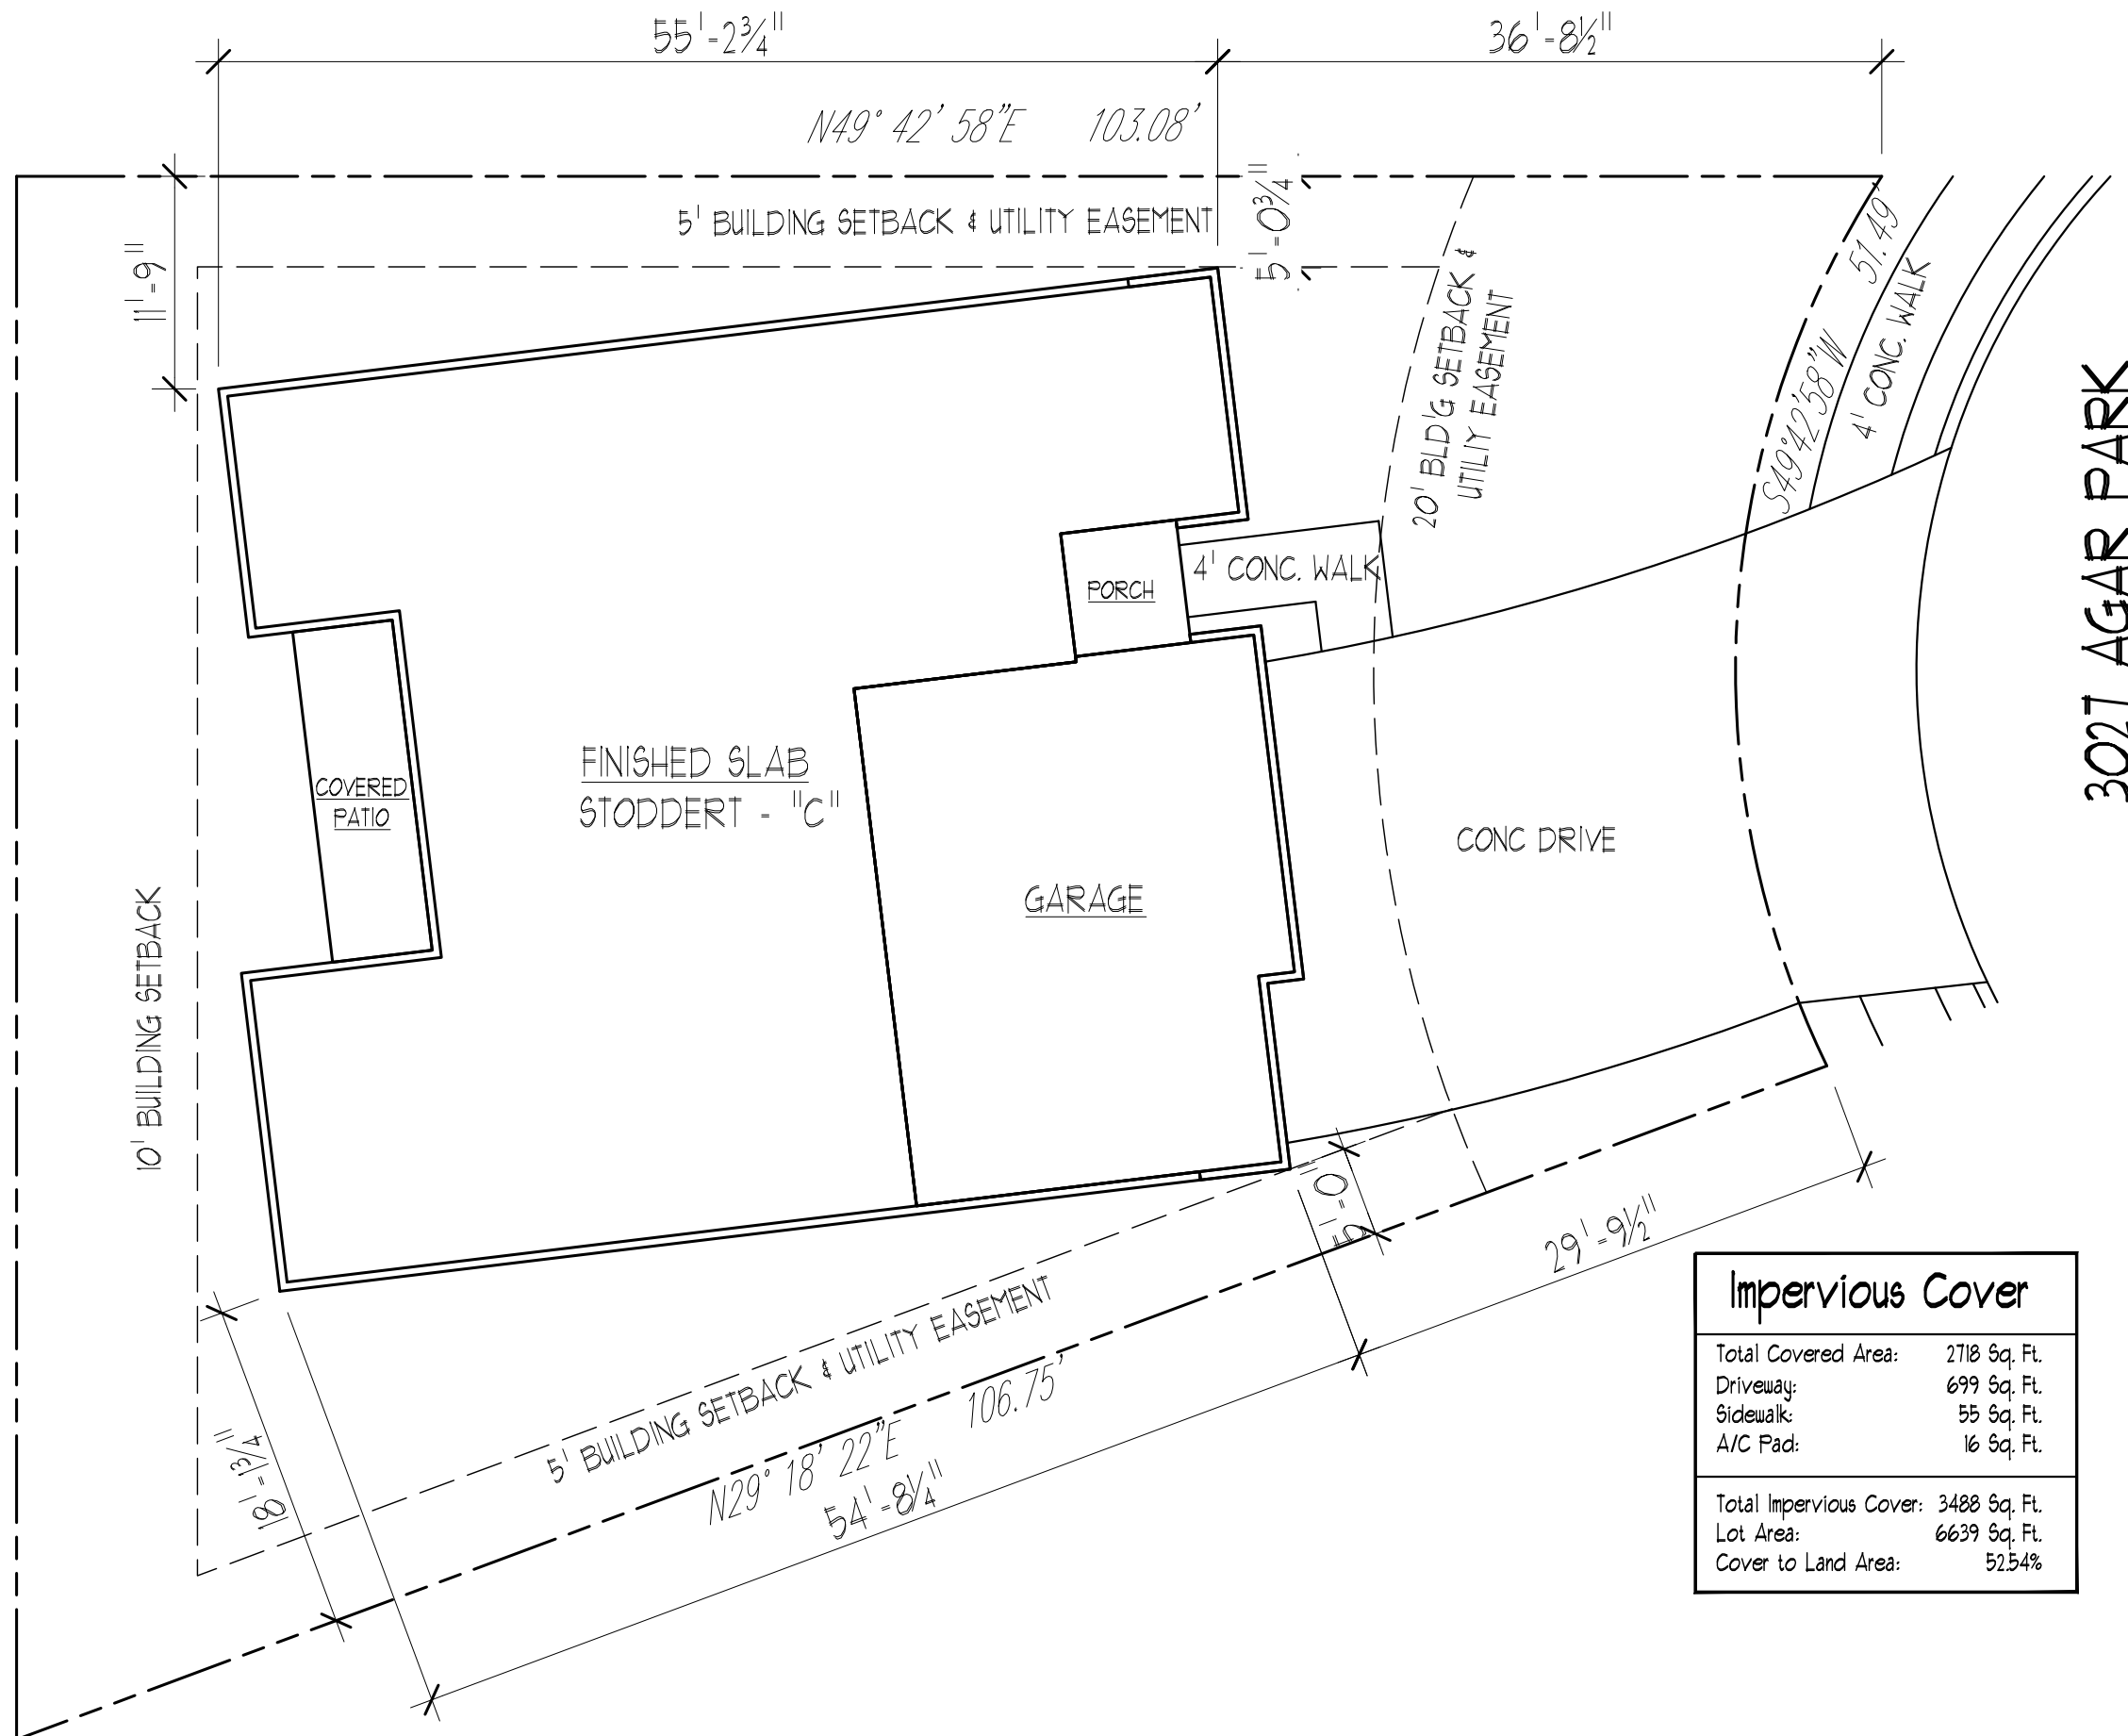 55'-2¾" 36'-8½"
N49° 42' 58"E 103.08'
5' BUILDING SETBACK & UTILITY EASEMENT
5'-0¾"
11'-9"
20' BLD'G SETBACK &
UTILIY EASEMENT
S49°42'58"W 51.49'
4' CONC. WALK
3027 AGAR PARK
4' CONC. WALK
PORCH
FINISHED SLAB
STODDERT - "C"
COVERED
PATIO
CONC DRIVE
GARAGE
10' BUILDING SETBACK
5'-0"
29'-9½"
5' BUILDING SETBACK & UTILITY EASEMENT
N29° 18' 22"E 106.75'
18'-1¾"
54'-8¼"
Impervious Cover
Total Covered Area: 2718 Sq. Ft.
Driveway: 699 Sq. Ft.
Sidewalk: 55 Sq. Ft.
A/C Pad: 16 Sq. Ft.
Total Impervious Cover: 3488 Sq. Ft.
Lot Area: 6639 Sq. Ft.
Cover to Land Area: 52.54%